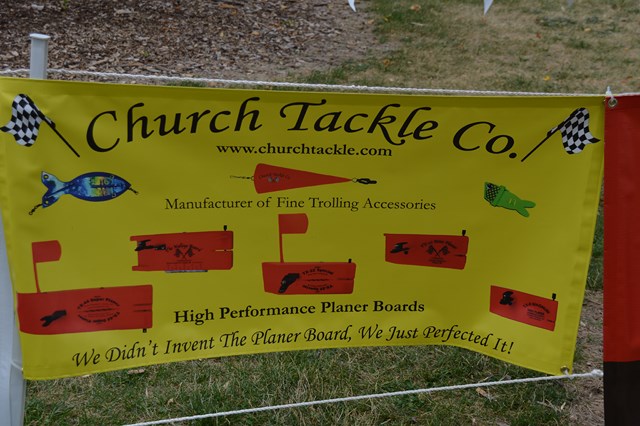 Church Tackle Co.
www.churchtackle.com
Manufacturer of Fine Trolling Accessories
High Performance Planer Boards
We Didn't Invent The Planer Board, We Just Perfected It!